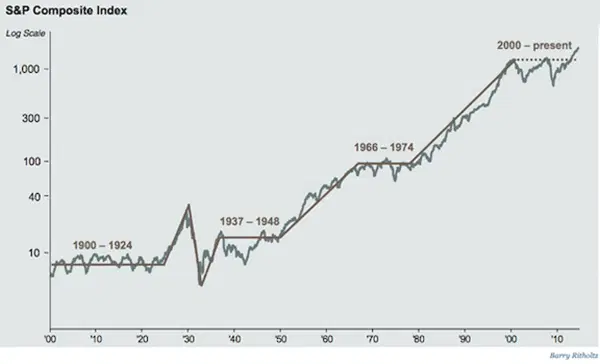 S&P Composite Index
Log Scale
2000 – present
1,000
300
1966 – 1974
100
40
1937 – 1948
1900 – 1924
10
'00 '10 '20 '30 '40 '50 '60 '70 '80 '90 '00 '10
Barry Ritholtz